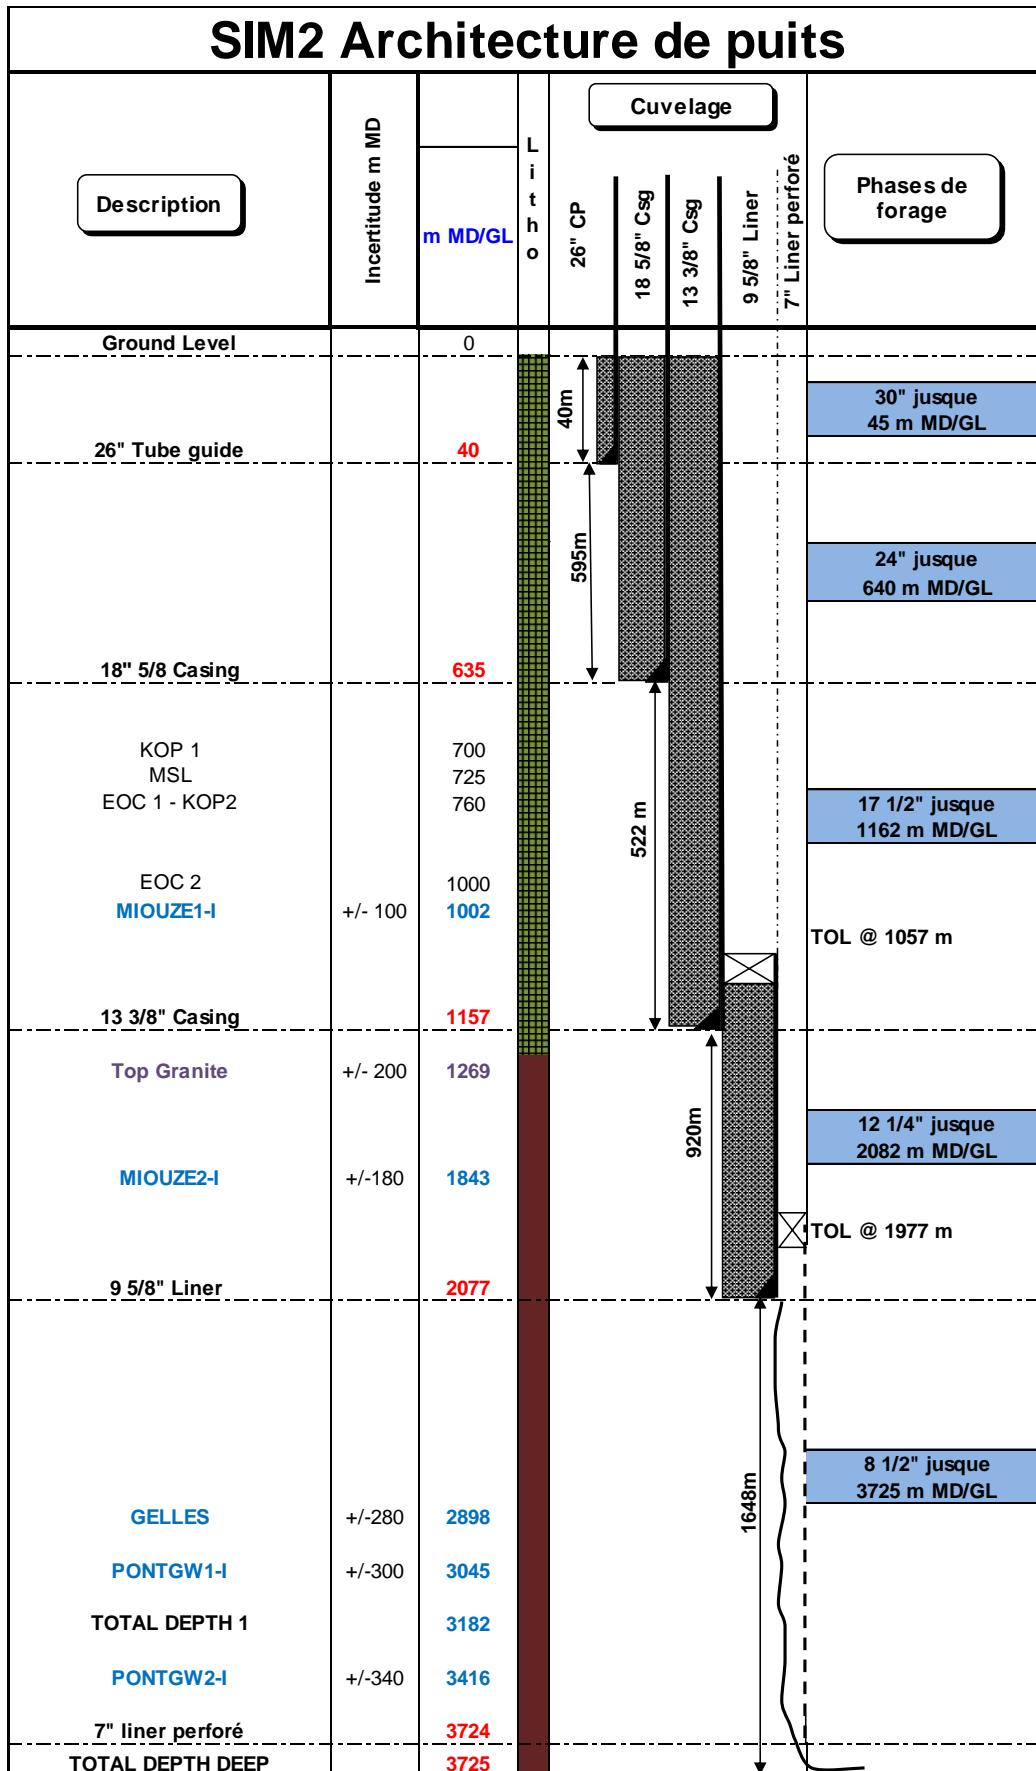 SIM2 Architecture de puits
Description
Incertitude m MD
m MD/GL
Litho
Cuvelage
26" CP
18 5/8" Csg
13 3/8" Csg
9 5/8" Liner
7" Liner perforé
Phases de
forage
Ground Level 0
40m
30" jusque
45 m MD/GL
26" Tube guide 40
595m
24" jusque
640 m MD/GL
18" 5/8 Casing 635
KOP 1 700
MSL 725
EOC 1 - KOP2 760
522 m
17 1/2" jusque
1162 m MD/GL
EOC 2 1000
MIOUZE1-I +/- 100 1002
TOL @ 1057 m
13 3/8" Casing 1157
Top Granite +/- 200 1269
920m
12 1/4" jusque
2082 m MD/GL
MIOUZE2-I +/-180 1843
TOL @ 1977 m
9 5/8" Liner 2077
1648m
8 1/2" jusque
3725 m MD/GL
GELLES +/-280 2898
PONTGW1-I +/-300 3045
TOTAL DEPTH 1 3182
PONTGW2-I +/-340 3416
7" liner perforé 3724
TOTAL DEPTH DEEP 3725